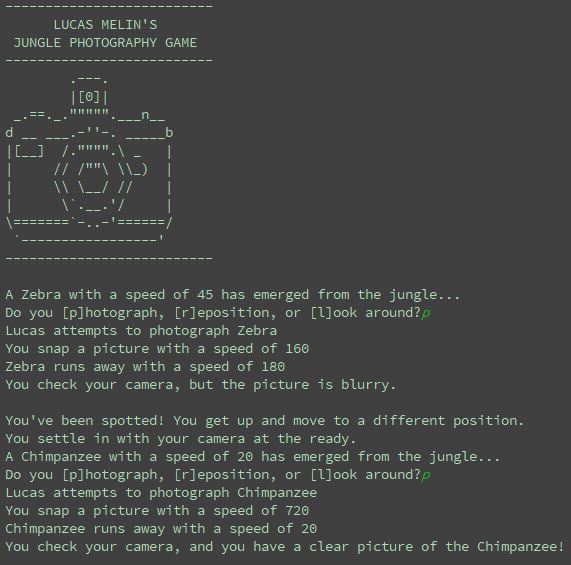 --------------------------
      LUCAS MELIN'S
 JUNGLE PHOTOGRAPHY GAME
--------------------------
        .---.
        |[0]|
 _.==._.""""".___n__
d __ ___.-''-. _____b
|[__]  /."""".\ _   |
|     // /""\ \\_)  |
|     \\ \__/ //    |
|      \`.__.'/     |
\=======`-..-'======/
 `-----------------'
--------------------------

A Zebra with a speed of 45 has emerged from the jungle...
Do you [p]hotograph, [r]eposition, or [l]ook around?p
Lucas attempts to photograph Zebra
You snap a picture with a speed of 160
Zebra runs away with a speed of 180
You check your camera, but the picture is blurry.

You've been spotted! You get up and move to a different position.
You settle in with your camera at the ready.
A Chimpanzee with a speed of 20 has emerged from the jungle...
Do you [p]hotograph, [r]eposition, or [l]ook around?p
Lucas attempts to photograph Chimpanzee
You snap a picture with a speed of 720
Chimpanzee runs away with a speed of 20
You check your camera, and you have a clear picture of the Chimpanzee!